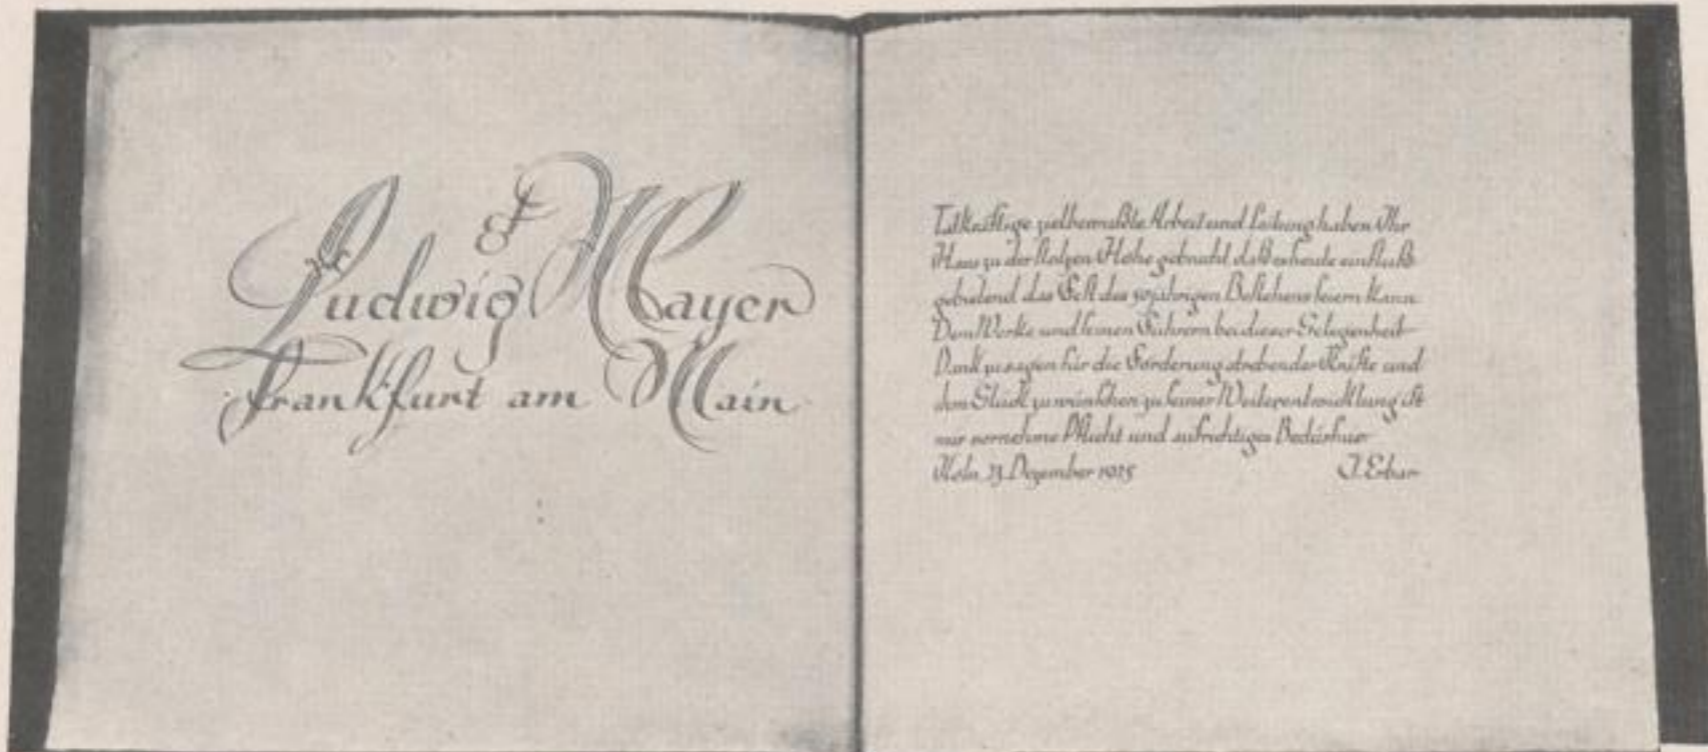 Ludwig & Mayer
Frankfurt am Main
Tatkräftige zielbewußte Arbeit und Leitung haben Ihr
Haus zu der stolzen Höhe gebracht daß es heute einfluß-
gebietend das Fest des 50jährigen Bestehens feiern kann
Dem Werke und seinen Führern bei dieser Gelegenheit
Dank zu sagen für die Förderung strebender Kräfte und
dem Glück zu wünschen zu seiner Weiterentwicklung ist
mir vornehme Pflicht und aufrichtiges Bedürfnis
Köln, Dezember 1925 J. Erbar